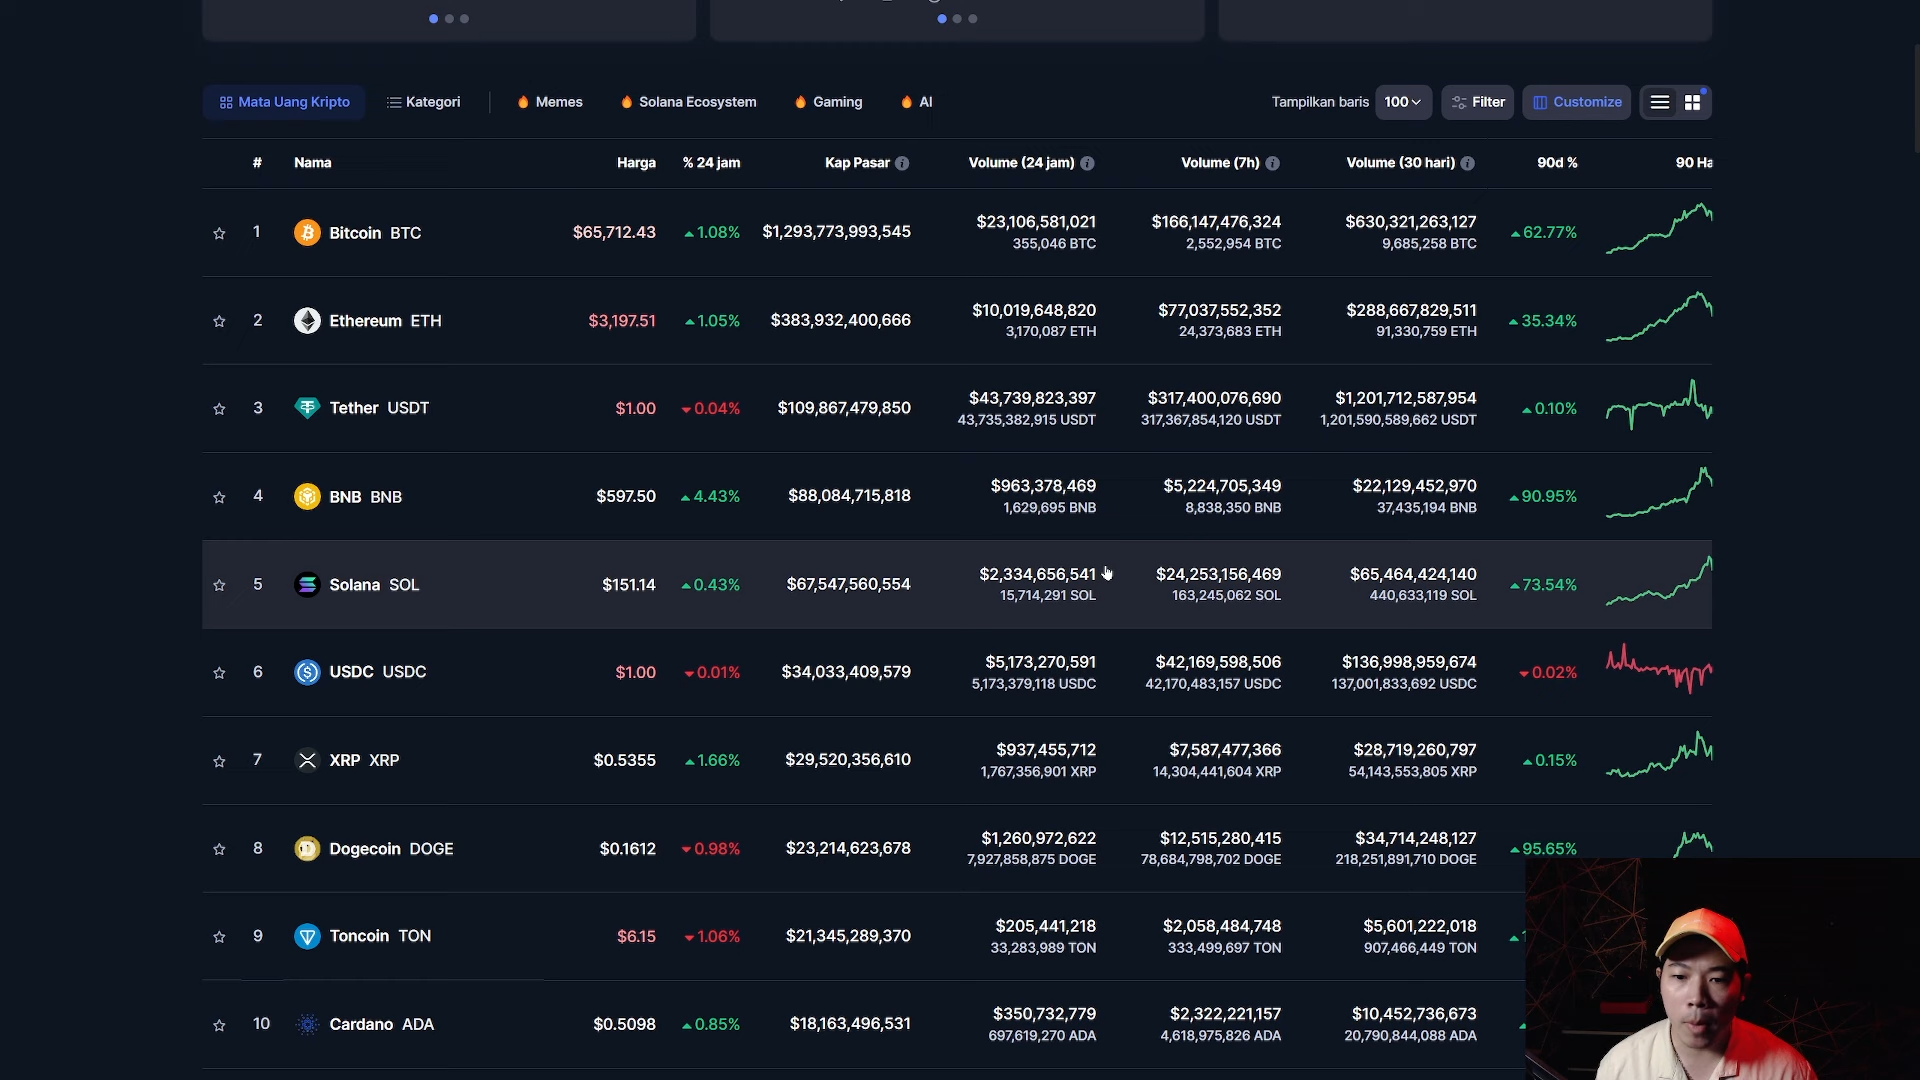 Mata Uang Kripto Kategori Memes Solana Ecosystem Gaming AI Tampilkan baris 100 Filter Customize
# Nama Harga % 24 jam Kap Pasar Volume (24 jam) Volume (7h) Volume (30 hari) 90d % 90 Ha
1 Bitcoin BTC $65,712.43 1.08% $1,293,773,993,545 $23,106,581,021 $166,147,476,324 $630,321,263,127 62.77%
355,046 BTC 2,552,954 BTC 9,685,258 BTC
2 Ethereum ETH $3,197.51 1.05% $383,932,400,666 $10,019,648,820 $77,037,552,352 $288,667,829,511 35.34%
3,170,087 ETH 24,373,683 ETH 91,330,759 ETH
3 Tether USDT $1.00 0.04% $109,867,479,850 $43,739,823,397 $317,400,076,690 $1,201,712,587,954 0.10%
43,735,382,915 USDT 317,367,854,120 USDT 1,201,590,589,662 USDT
4 BNB BNB $597.50 4.43% $88,084,715,818 $963,378,469 $5,224,705,349 $22,129,452,970 90.95%
1,629,695 BNB 8,838,350 BNB 37,435,194 BNB
5 Solana SOL $151.14 0.43% $67,547,560,554 $2,334,656,541 $24,253,156,469 $65,464,424,140 73.54%
15,714,291 SOL 163,245,062 SOL 440,633,119 SOL
6 USDC USDC $1.00 0.01% $34,033,409,579 $5,173,270,591 $42,169,598,506 $136,998,959,674 0.02%
5,173,379,118 USDC 42,170,483,157 USDC 137,001,833,692 USDC
7 XRP XRP $0.5355 1.66% $29,520,356,610 $937,455,712 $7,587,477,366 $28,719,260,797 0.15%
1,767,356,901 XRP 14,304,441,604 XRP 54,143,553,805 XRP
8 Dogecoin DOGE $0.1612 0.98% $23,214,623,678 $1,260,972,622 $12,515,280,415 $34,714,248,127 95.65%
7,927,858,875 DOGE 78,684,798,702 DOGE 218,251,891,710 DOGE
9 Toncoin TON $6.15 1.06% $21,345,289,370 $205,441,218 $2,058,484,748 $5,601,222,018
33,283,989 TON 333,499,697 TON 907,466,449 TON
10 Cardano ADA $0.5098 0.85% $18,163,496,531 $350,732,779 $2,322,221,157 $10,452,736,673
697,619,270 ADA 4,618,975,826 ADA 20,790,844,088 ADA